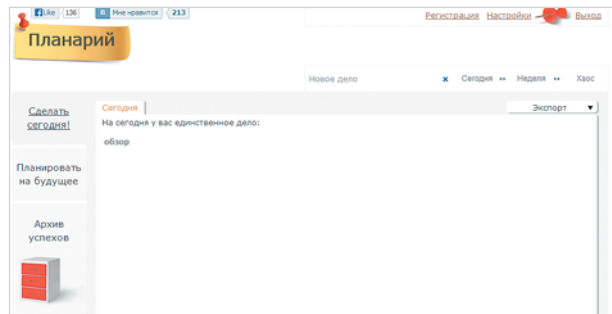 Like 136 В Мне нравится 213
Регистрация Настройки Выход
Планарий
Новое дело x Сегодня ›› Неделя ›› Хаос
Сделать
сегодня!
Сегодня
Экспорт ▼
На сегодня у вас единственное дело:
обзор
Планировать
на будущее
Архив
успехов